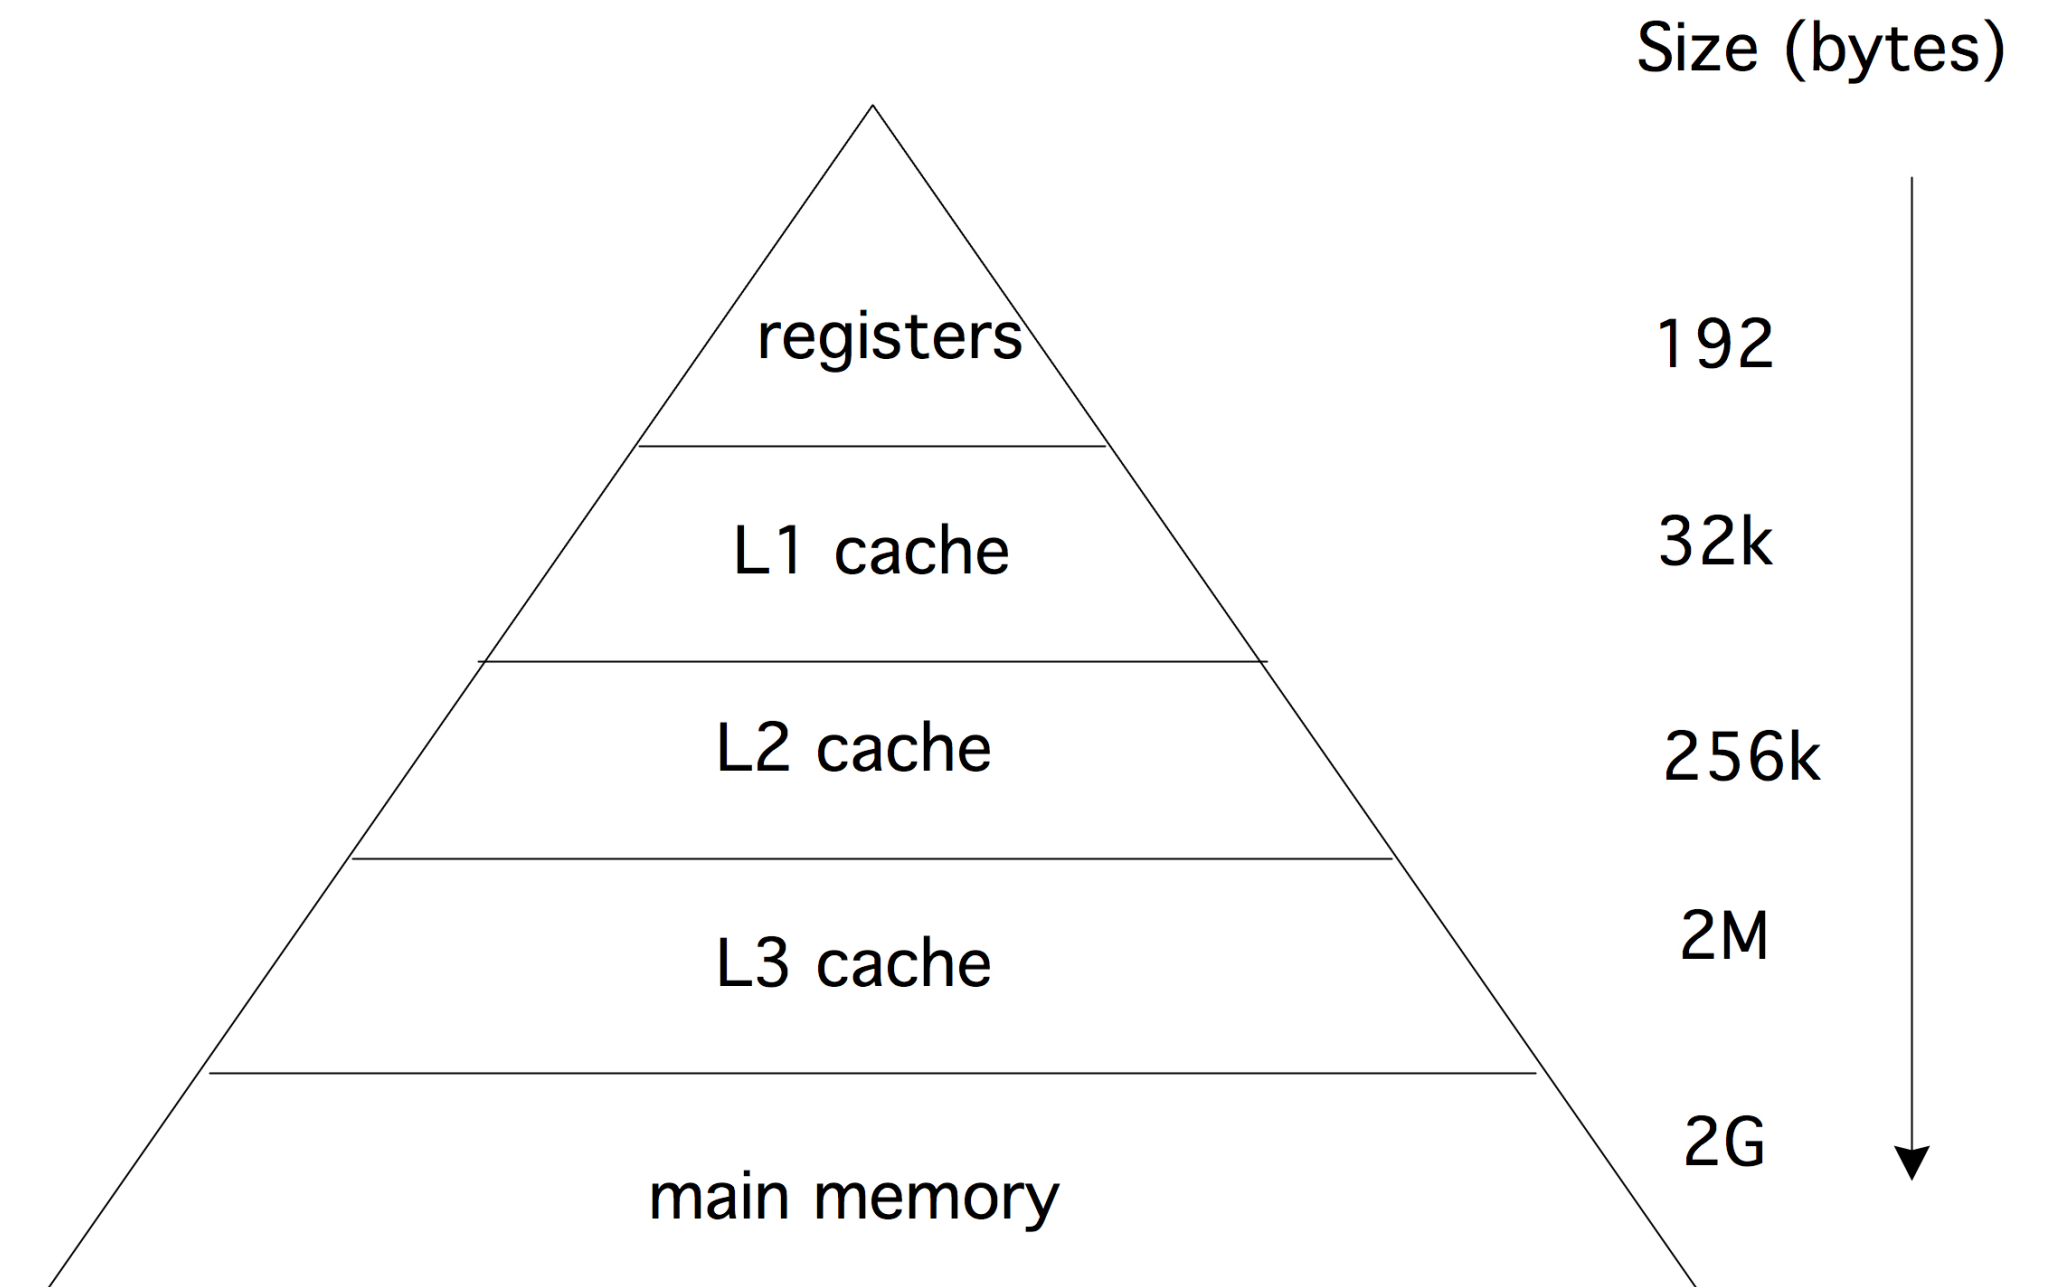 Size (bytes)
registers
192
L1 cache
32k
L2 cache
256k
L3 cache
2M
main memory
2G